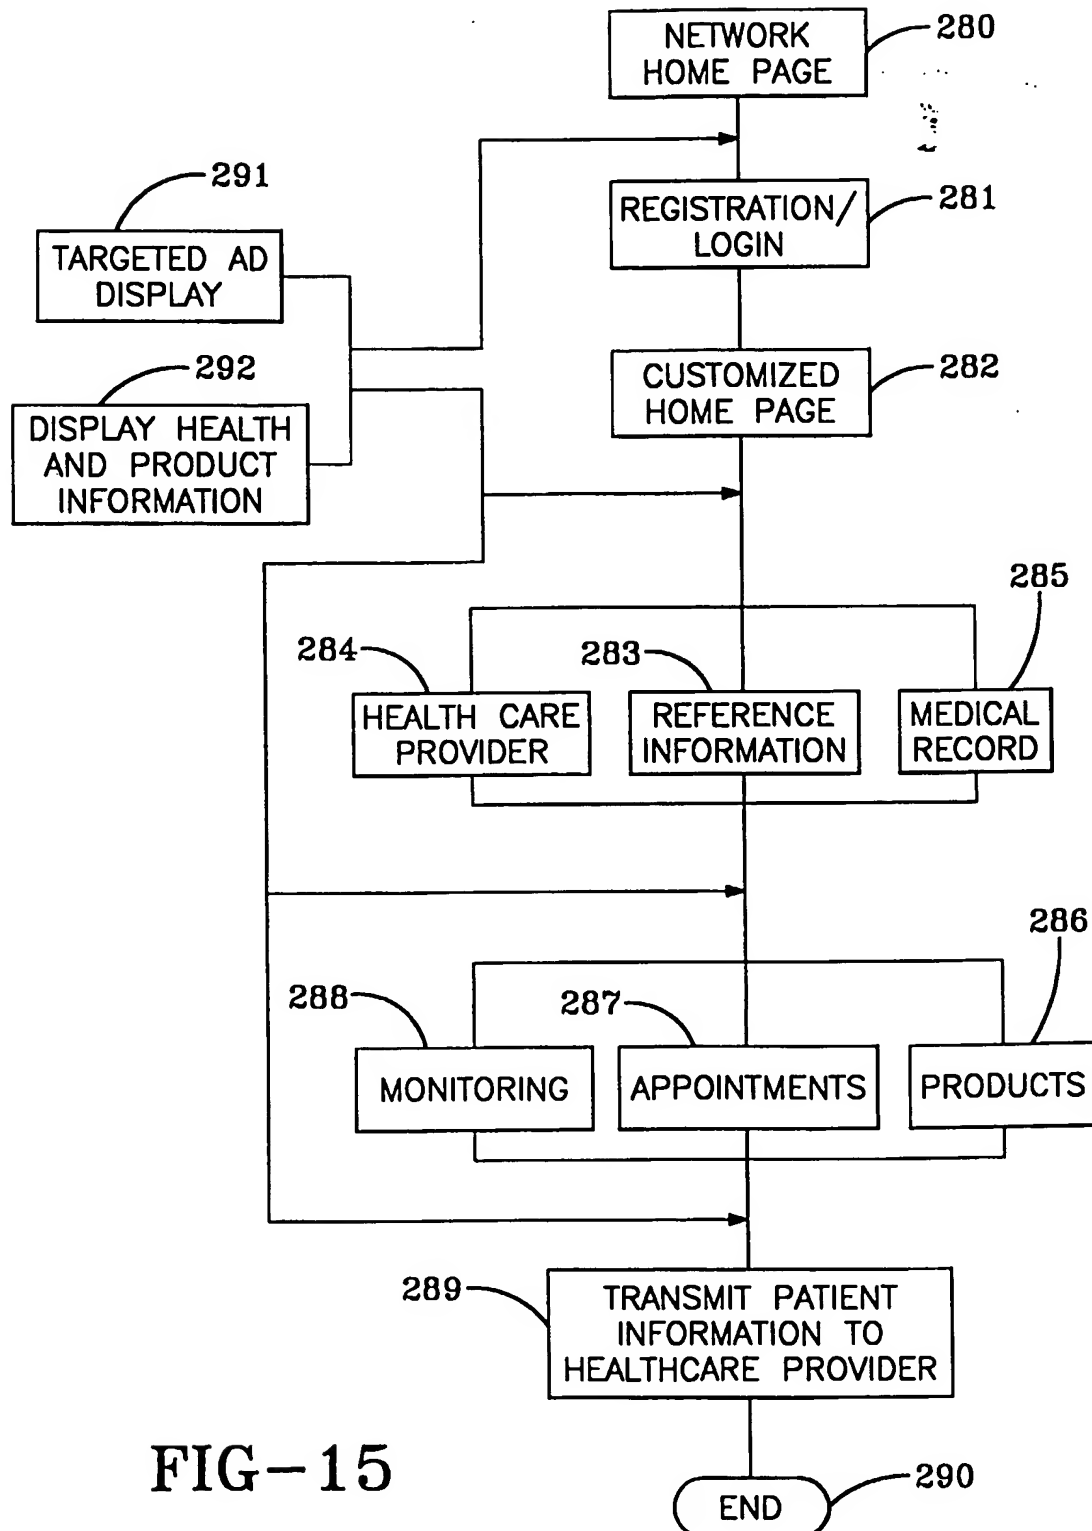 NETWORK
HOME PAGE
280
291
REGISTRATION/
LOGIN
281
TARGETED AD
DISPLAY
292
CUSTOMIZED
HOME PAGE
282
DISPLAY HEALTH
AND PRODUCT
INFORMATION
285
284
283
HEALTH CARE
PROVIDER
REFERENCE
INFORMATION
MEDICAL
RECORD
286
288
287
MONITORING
APPOINTMENTS
PRODUCTS
289
TRANSMIT PATIENT
INFORMATION TO
HEALTHCARE PROVIDER
FIG-15
END
290